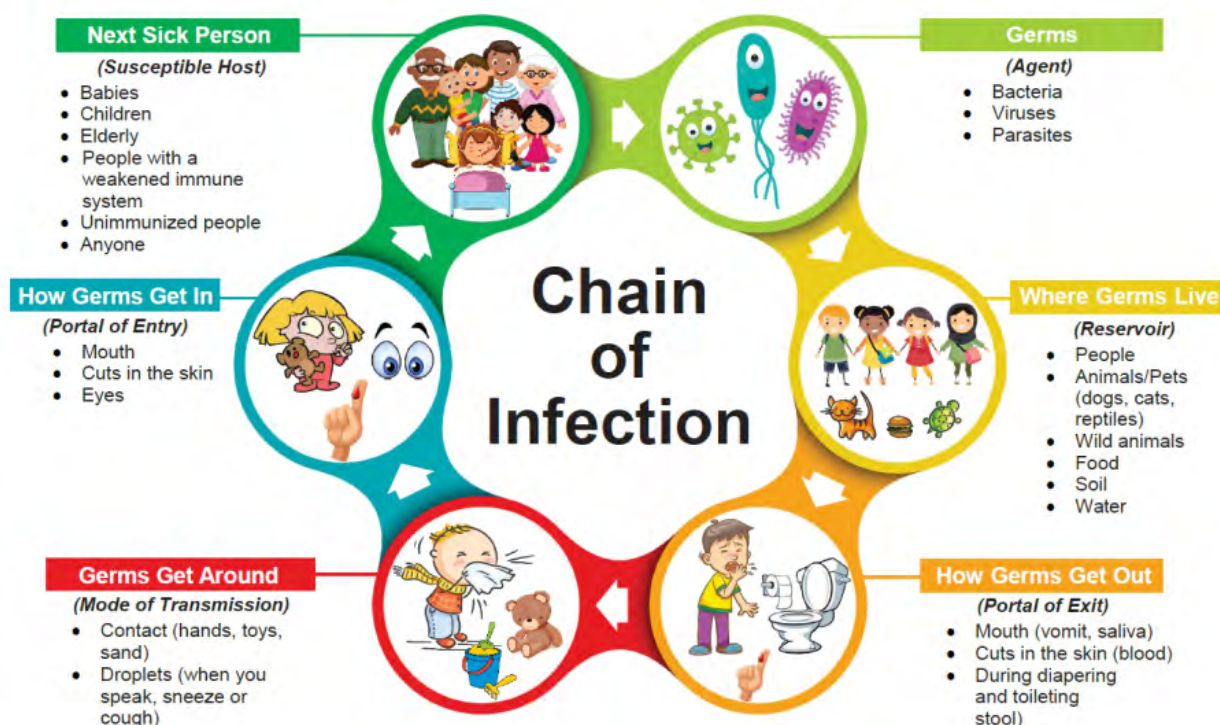 Next Sick Person
(Susceptible Host)
• Babies
• Children
• Elderly
• People with a
weakened immune
system
• Unimmunized people
• Anyone
Germs
(Agent)
• Bacteria
• Viruses
• Parasites
Chain
of
Infection
How Germs Get In
(Portal of Entry)
• Mouth
• Cuts in the skin
• Eyes
Where Germs Live
(Reservoir)
• People
• Animals/Pets
(dogs, cats,
reptiles)
• Wild animals
• Food
• Soil
• Water
Germs Get Around
(Mode of Transmission)
• Contact (hands, toys,
sand)
• Droplets (when you
speak, sneeze or
cough)
How Germs Get Out
(Portal of Exit)
• Mouth (vomit, saliva)
• Cuts in the skin (blood)
• During diapering
and toileting
stool)